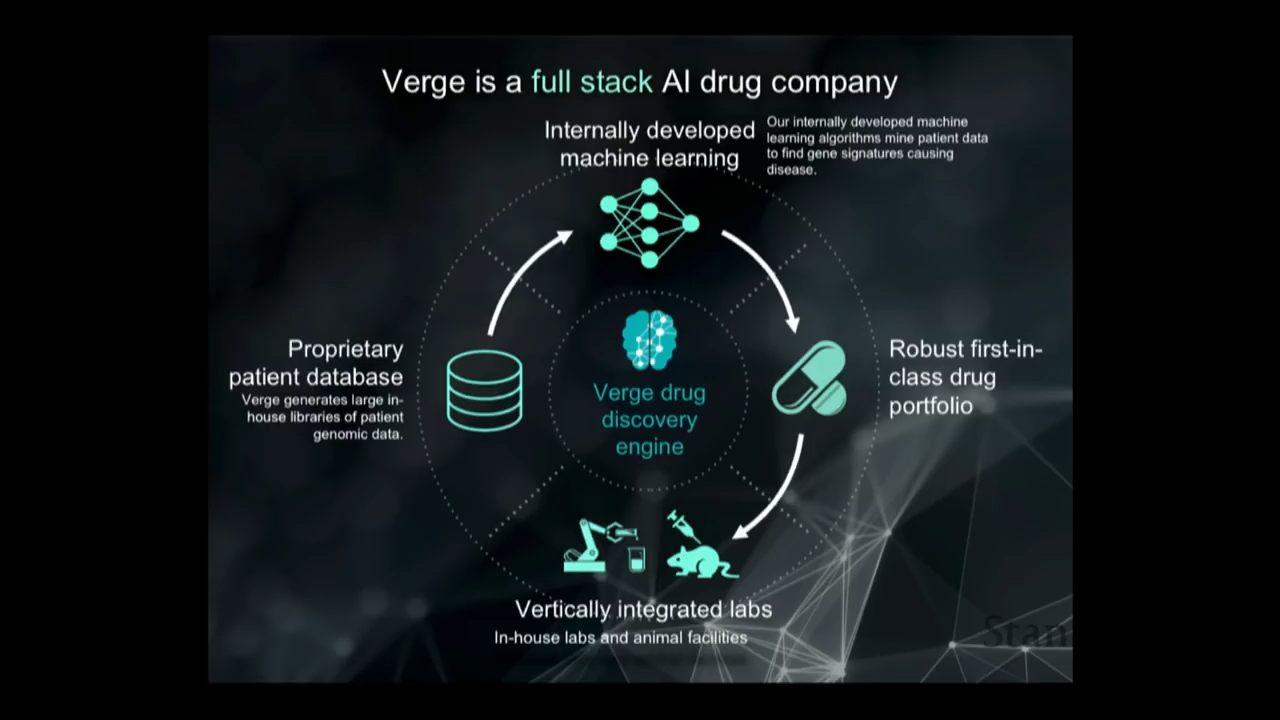 Verge is a full stack AI drug company
Internally developed
machine learning
Our internally developed machine
learning algorithms mine patient data
to find gene signatures causing
disease.
Proprietary
patient database
Verge generates large in-
house libraries of patient
genomic data.
Verge drug
discovery
engine
Robust first-in-
class drug
portfolio
Vertically integrated labs
In-house labs and animal facilities
Stan